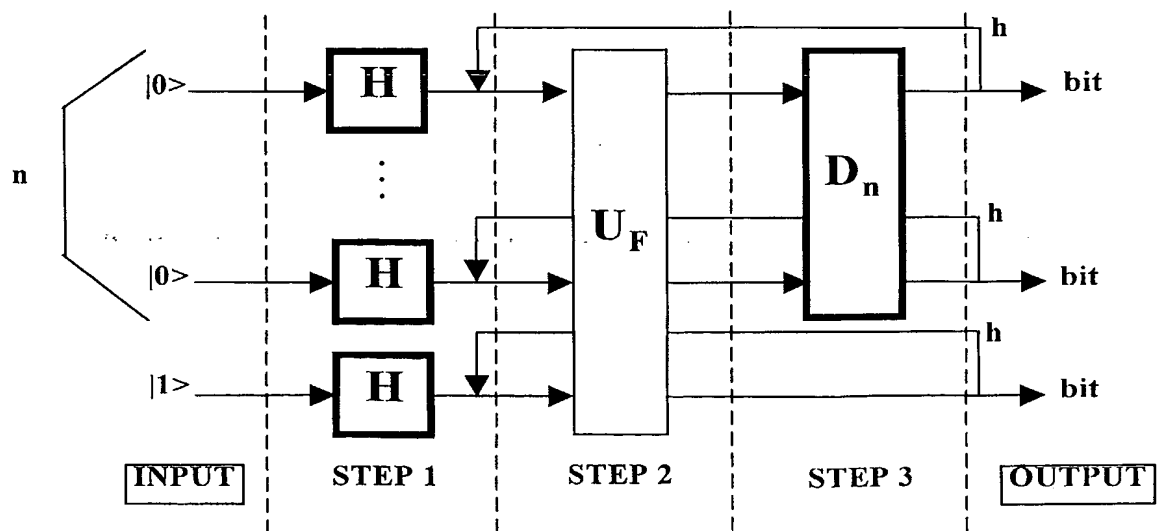 h
|0> H bit
⋮
n
U_F D_n
h
|0> H bit
h
|1> H bit
INPUT STEP 1 STEP 2 STEP 3 OUTPUT